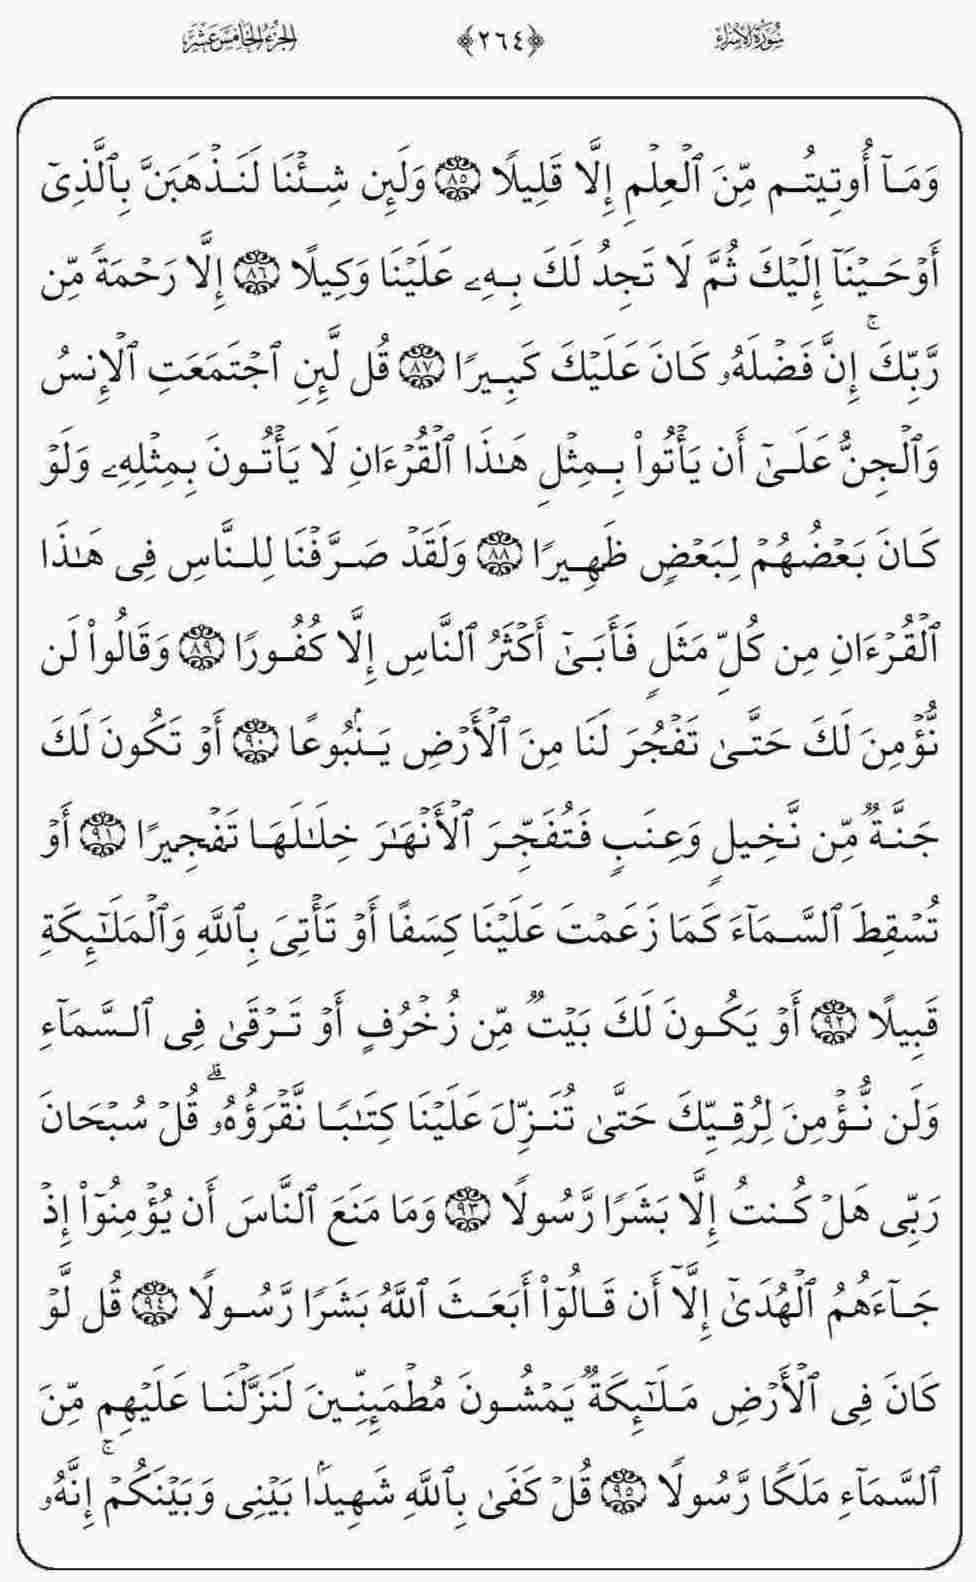 سُورَةُ الإِسْرَاء ﴿٢٦٤﴾ الجُزْءُ الخَامِسَ عَشَرَ
وَمَآ أُوتِيتُم مِّنَ ٱلْعِلْمِ إِلَّا قَلِيلًا ٨٥ وَلَئِن شِئْنَا لَنَذْهَبَنَّ بِٱلَّذِىٓ
أَوْحَيْنَآ إِلَيْكَ ثُمَّ لَا تَجِدُ لَكَ بِهِۦ عَلَيْنَا وَكِيلًا ٨٦ إِلَّا رَحْمَةً مِّن
رَّبِّكَ ۚ إِنَّ فَضْلَهُۥ كَانَ عَلَيْكَ كَبِيرًا ٨٧ قُل لَّئِنِ ٱجْتَمَعَتِ ٱلْإِنسُ
وَٱلْجِنُّ عَلَىٰٓ أَن يَأْتُوا۟ بِمِثْلِ هَـٰذَا ٱلْقُرْءَانِ لَا يَأْتُونَ بِمِثْلِهِۦ وَلَوْ
كَانَ بَعْضُهُمْ لِبَعْضٍ ظَهِيرًا ٨٨ وَلَقَدْ صَرَّفْنَا لِلنَّاسِ فِى هَـٰذَا
ٱلْقُرْءَانِ مِن كُلِّ مَثَلٍ فَأَبَىٰٓ أَكْثَرُ ٱلنَّاسِ إِلَّا كُفُورًا ٨٩ وَقَالُوا۟ لَن
نُّؤْمِنَ لَكَ حَتَّىٰ تَفْجُرَ لَنَا مِنَ ٱلْأَرْضِ يَنۢبُوعًا ٩٠ أَوْ تَكُونَ لَكَ
جَنَّةٌ مِّن نَّخِيلٍ وَعِنَبٍ فَتُفَجِّرَ ٱلْأَنْهَـٰرَ خِلَـٰلَهَا تَفْجِيرًا ٩١ أَوْ
تُسْقِطَ ٱلسَّمَآءَ كَمَا زَعَمْتَ عَلَيْنَا كِسَفًا أَوْ تَأْتِىَ بِٱللَّهِ وَٱلْمَلَـٰٓئِكَةِ
قَبِيلًا ٩٢ أَوْ يَكُونَ لَكَ بَيْتٌ مِّن زُخْرُفٍ أَوْ تَرْقَىٰ فِى ٱلسَّمَآءِ
وَلَن نُّؤْمِنَ لِرُقِيِّكَ حَتَّىٰ تُنَزِّلَ عَلَيْنَا كِتَـٰبًا نَّقْرَؤُهُۥ ۗ قُلْ سُبْحَانَ
رَبِّى هَلْ كُنتُ إِلَّا بَشَرًا رَّسُولًا ٩٣ وَمَا مَنَعَ ٱلنَّاسَ أَن يُؤْمِنُوٓا۟ إِذْ
جَآءَهُمُ ٱلْهُدَىٰٓ إِلَّآ أَن قَالُوٓا۟ أَبَعَثَ ٱللَّهُ بَشَرًا رَّسُولًا ٩٤ قُل لَّوْ
كَانَ فِى ٱلْأَرْضِ مَلَـٰٓئِكَةٌ يَمْشُونَ مُطْمَئِنِّينَ لَنَزَّلْنَا عَلَيْهِم مِّنَ
ٱلسَّمَآءِ مَلَكًا رَّسُولًا ٩٥ قُلْ كَفَىٰ بِٱللَّهِ شَهِيدًۢا بَيْنِى وَبَيْنَكُمْ ۚ إِنَّهُۥ